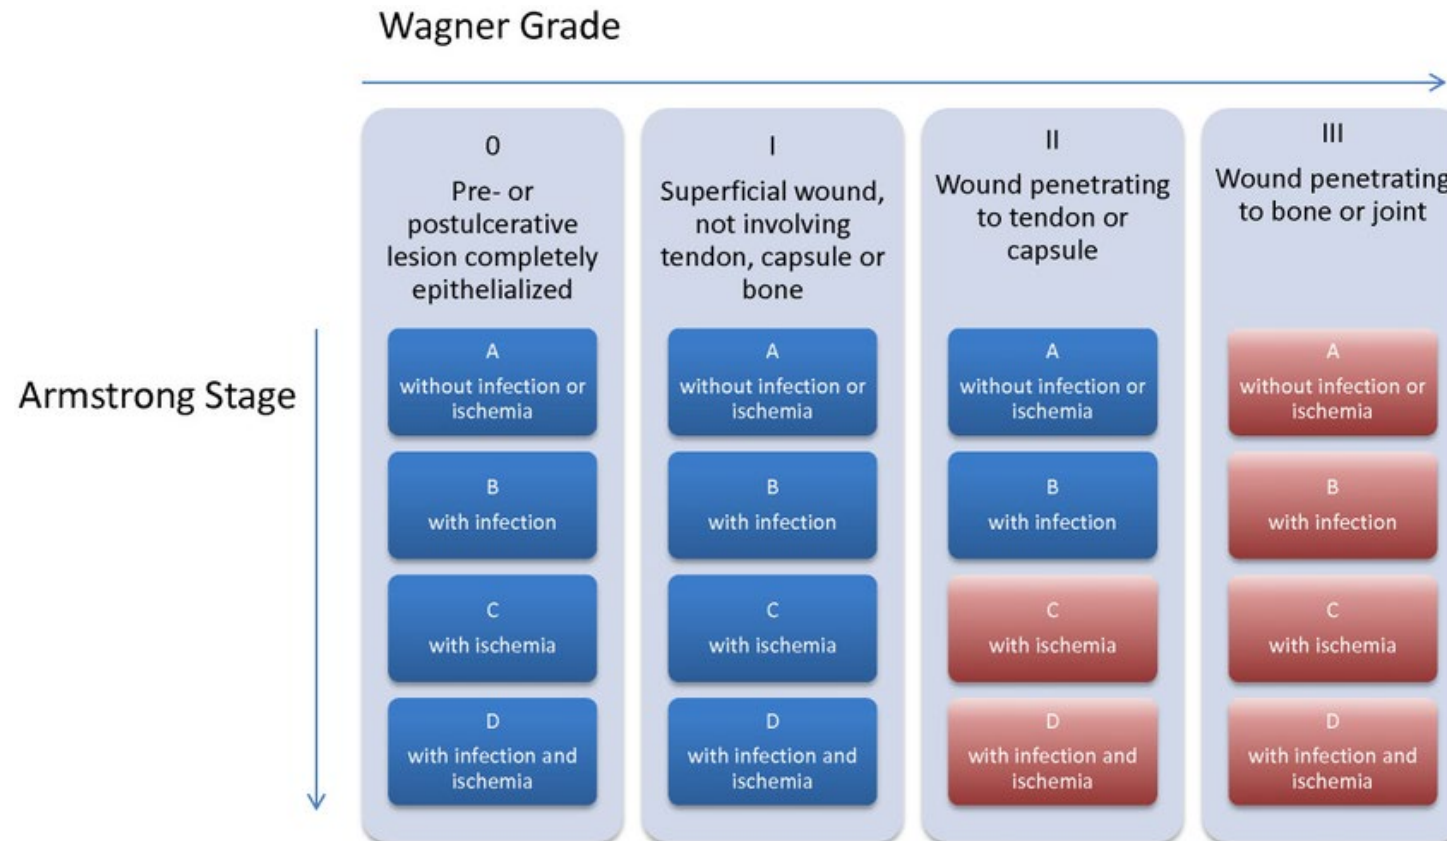 Wagner Grade
0
Pre- or
postulcerative
lesion completely
epithelialized
I
Superficial wound,
not involving
tendon, capsule or
bone
II
Wound penetrating
to tendon or
capsule
III
Wound penetrating
to bone or joint
Armstrong Stage
A
without infection or
ischemia
A
without infection or
ischemia
A
without infection or
ischemia
A
without infection or
ischemia
B
with infection
B
with infection
B
with infection
B
with infection
C
with ischemia
C
with ischemia
C
with ischemia
C
with ischemia
D
with infection and
ischemia
D
with infection and
ischemia
D
with infection and
ischemia
D
with infection and
ischemia